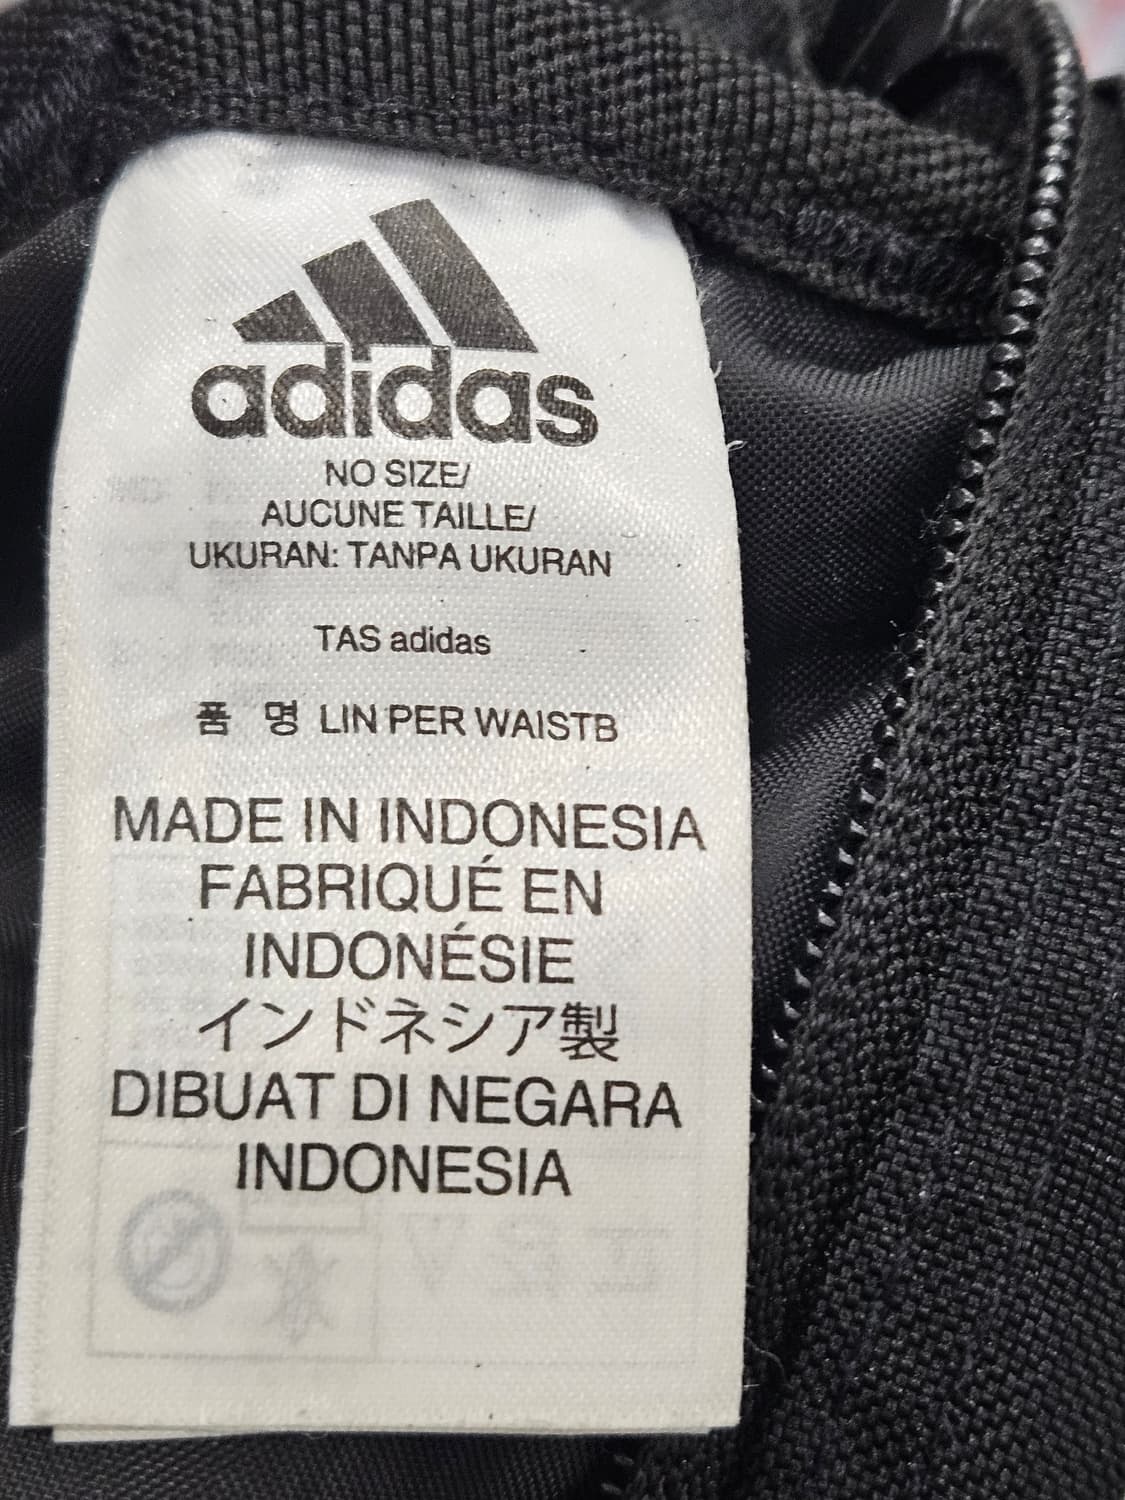 adidas
NO SIZE/
AUCUNE TAILLE/
UKURAN: TANPA UKURAN
TAS adidas
품 명 LIN PER WAISTB
MADE IN INDONESIA
FABRIQUÉ EN
INDONÉSIE
インドネシア製
DIBUAT DI NEGARA
INDONESIA